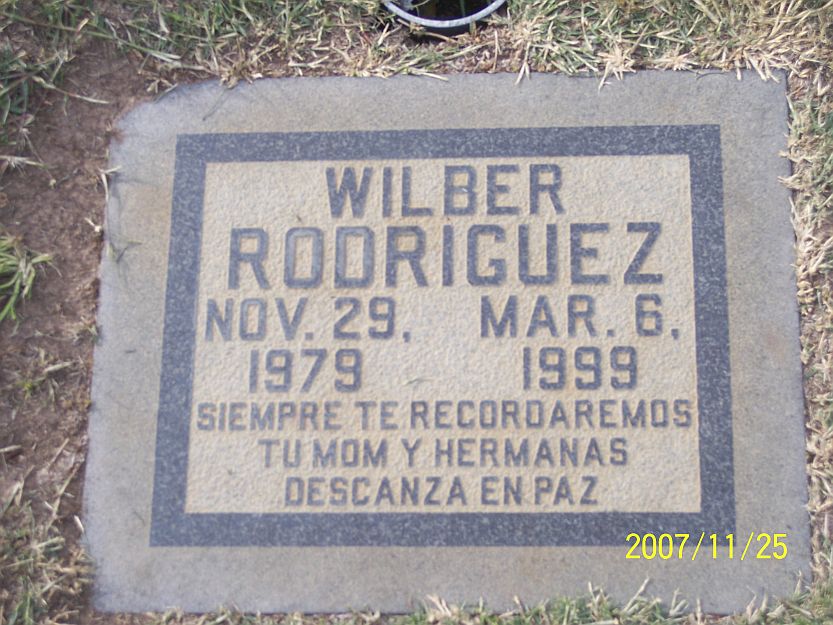 WILBER
RODRIGUEZ
NOV. 29, MAR. 6,
1979 1999
SIEMPRE TE RECORDAREMOS
TU MOM Y HERMANAS
DESCANZA EN PAZ
2007/11/25